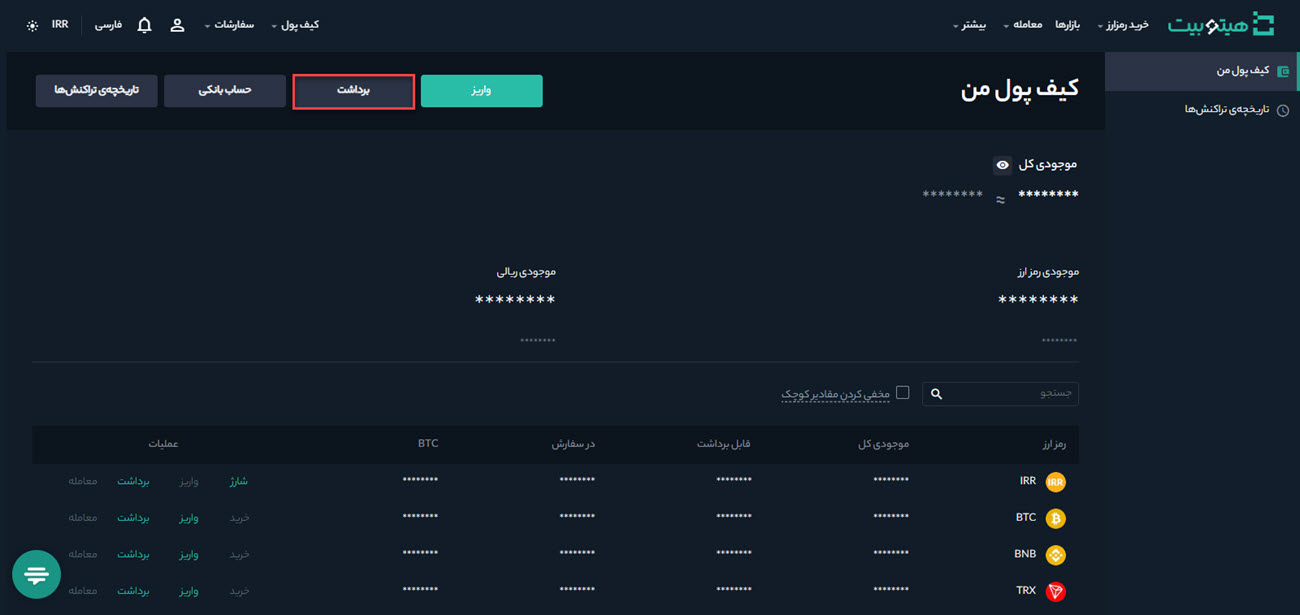 هیتوبیت خرید رمزارز بازارها معامله بیشتر کیف پول سفارشات فارسی IRR
کیف پول من
تاریخچه‌ی تراکنش‌ها
کیف پول من
واریز برداشت حساب بانکی تاریخچه‌ی تراکنش‌ها
موجودی کل
******** ≈ ********
موجودی رمز ارز موجودی ریالی
******** ********
******** ********
جستجو مخفی کردن مقادیر کوچک
رمز ارز موجودی کل قابل برداشت در سفارش BTC عملیات
IRR IRR ******** ******** ******** ******** شارژ واریز برداشت معامله
BTC ******** ******** ******** ******** خرید واریز برداشت معامله
BNB ******** ******** ******** ******** خرید واریز برداشت معامله
TRX ******** ******** ******** ******** خرید واریز برداشت معامله